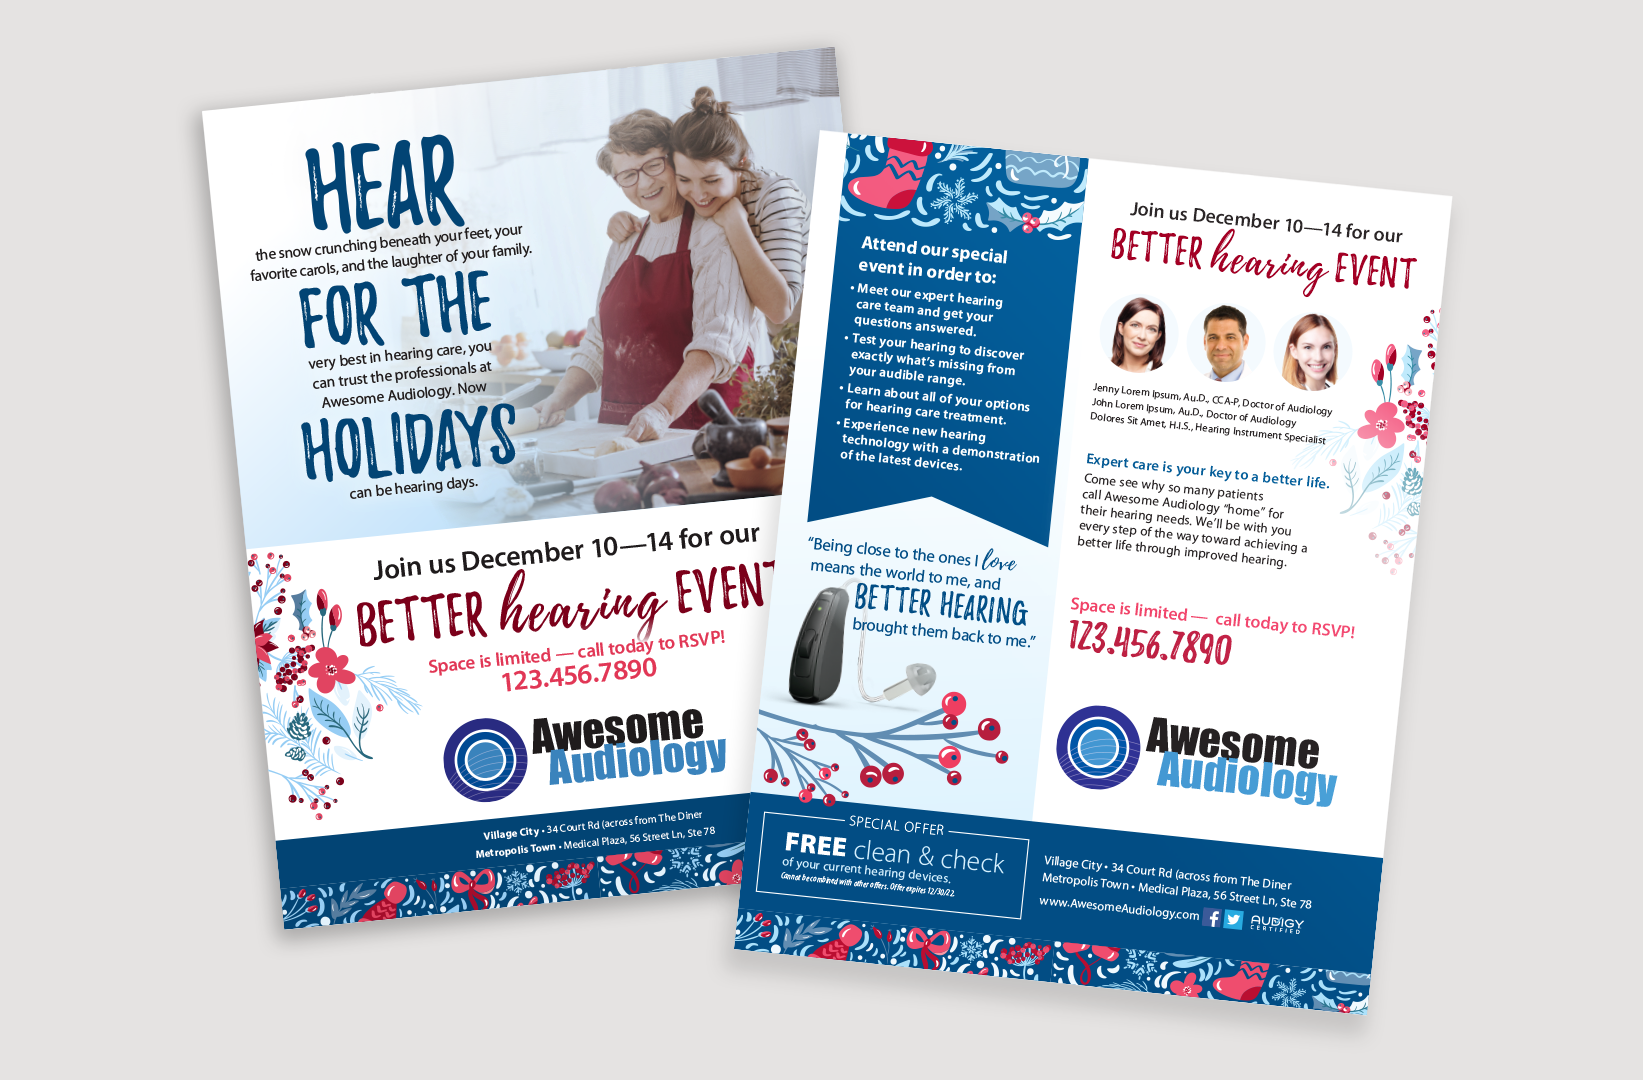 HEAR
the snow crunching beneath your feet, your
favorite carols, and the laughter of your family.
FOR THE
very best in hearing care, you
can trust the professionals at
Awesome Audiology. Now
HOLIDAYS
can be hearing days.
Join us December 10—14 for our
BETTER hearing EVENT
Space is limited — call today to RSVP!
123.456.7890
Awesome
Audiology
Village City • 34 Court Rd (across from The Diner
Metropolis Town • Medical Plaza, 56 Street Ln, Ste 78
Attend our special
event in order to:
• Meet our expert hearing
care team and get your
questions answered.
• Test your hearing to discover
exactly what's missing from
your audible range.
• Learn about all of your options
for hearing care treatment.
• Experience new hearing
technology with a demonstration
of the latest devices.
“Being close to the ones I love
means the world to me, and
BETTER HEARING
brought them back to me.”
SPECIAL OFFER
FREE clean & check
of your current hearing devices.
Cannot be combined with other offers. Offer expires 12/30/22.
Join us December 10—14 for our
BETTER hearing EVENT
Jenny Lorem Ipsum, Au.D., CCA-P, Doctor of Audiology
John Lorem Ipsum, Au.D., Doctor of Audiology
Dolores Sit Amet, H.I.S., Hearing Instrument Specialist
Expert care is your key to a better life.
Come see why so many patients
call Awesome Audiology “home” for
their hearing needs. We'll be with you
every step of the way toward achieving a
better life through improved hearing.
Space is limited — call today to RSVP!
123.456.7890
Awesome
Audiology
Village City • 34 Court Rd (across from The Diner
Metropolis Town • Medical Plaza, 56 Street Ln, Ste 78
www.AwesomeAudiology.com
AUDIGY
CERTIFIED